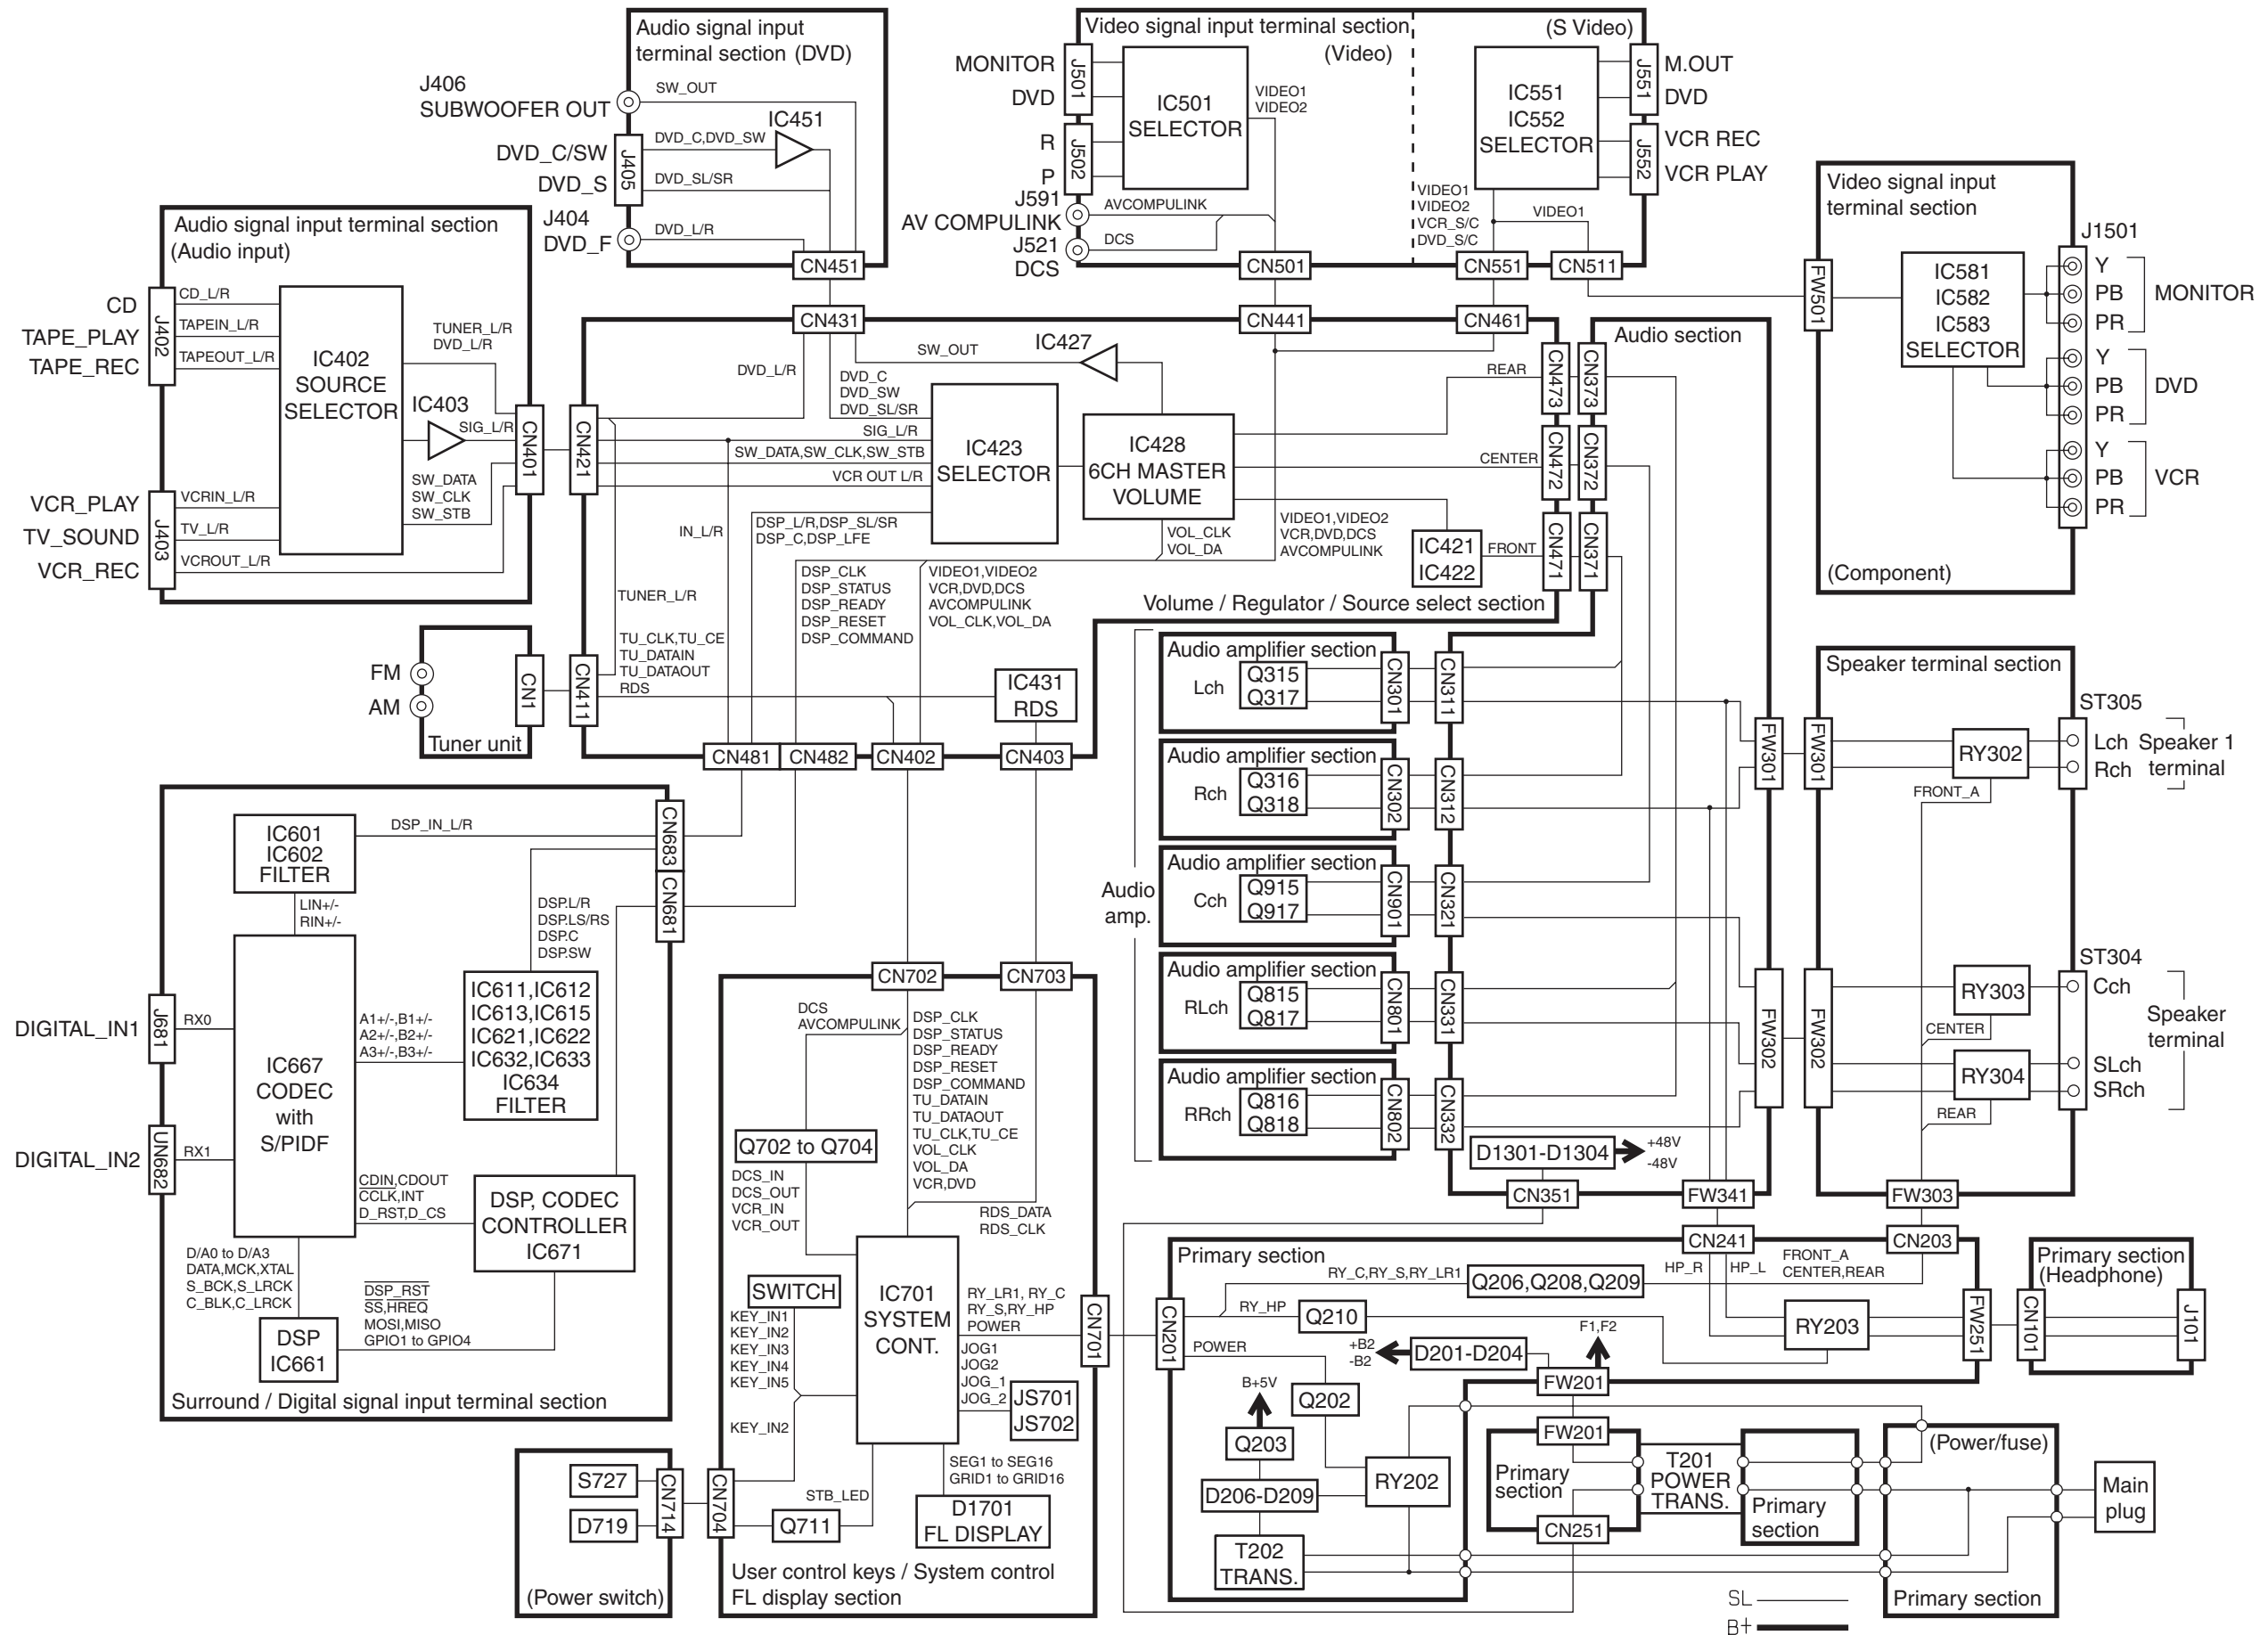 Audio signal input
terminal section (DVD)
J406
SUBWOOFER OUT
SW_OUT
IC451
DVD_C,DVD_SW
DVD_C/SW
J405
DVD_S
DVD_SL/SR
J404
DVD_F
DVD_L/R
CN451
Video signal input terminal section
(Video)
(S Video)
MONITOR
DVD
J501
R
P
J502
IC501
SELECTOR
VIDEO1
VIDEO2
J591
AV COMPULINK
AVCOMPULINK
J521
DCS
DCS
CN501
IC551
IC552
SELECTOR
J551
M.OUT
DVD
J552
VCR REC
VCR PLAY
VIDEO1
VIDEO2
VCR_S/C
DVD_S/C
VIDEO1
CN551
CN511
Video signal input
terminal section
J1501
FW501
IC581
IC582
IC583
SELECTOR
Y
PB
PR
MONITOR
Y
PB
PR
DVD
Y
PB
PR
VCR
(Component)
Audio signal input terminal section
(Audio input)
CD
TAPE_PLAY
TAPE_REC
J402
CD_L/R
TAPEIN_L/R
TAPEOUT_L/R
IC402
SOURCE
SELECTOR
TUNER_L/R
DVD_L/R
IC403
SIG_L/R
SW_DATA
SW_CLK
SW_STB
CN401
VCR_PLAY
TV_SOUND
VCR_REC
J403
VCRIN_L/R
TV_L/R
VCROUT_L/R
CN431
CN441
CN461
CN421
DVD_L/R
SW_OUT
IC427
DVD_C
DVD_SW
DVD_SL/SR
SIG_L/R
SW_DATA,SW_CLK,SW_STB
VCR OUT L/R
IC423
SELECTOR
IC428
6CH MASTER
VOLUME
REAR
CENTER
FRONT
IC421
IC422
CN473
CN472
CN471
CN373
CN372
CN371
Audio section
IN_L/R
DSP_L/R,DSP_SL/SR
DSP_C,DSP_LFE
VOL_CLK
VOL_DA
VIDEO1,VIDEO2
VCR,DVD,DCS
AVCOMPULINK
DSP_CLK
DSP_STATUS
DSP_READY
DSP_RESET
DSP_COMMAND
VIDEO1,VIDEO2
VCR,DVD,DCS
AVCOMPULINK
VOL_CLK,VOL_DA
Volume / Regulator / Source select section
TUNER_L/R
TU_CLK,TU_CE
TU_DATAIN
TU_DATAOUT
RDS
IC431
RDS
FM
AM
CN1
Tuner unit
CN411
CN481
CN482
CN402
CN403
Audio
amp.
Audio amplifier section
Lch
Q315
Q317
CN301
CN311
Audio amplifier section
Rch
Q316
Q318
CN302
CN312
Audio amplifier section
Cch
Q915
Q917
CN901
CN321
Audio amplifier section
RLch
Q815
Q817
CN801
CN331
Audio amplifier section
RRch
Q816
Q818
CN802
CN332
D1301-D1304
+48V
-48V
CN351
FW341
FW301
FW302
Speaker terminal section
FW301
FW302
RY302
FRONT_A
ST305
Lch
Rch
Speaker 1
terminal
ST304
RY303
Cch
CENTER
RY304
SLch
SRch
REAR
Speaker
terminal
FW303
IC601
IC602
FILTER
DSP_IN_L/R
CN683
CN681
LIN+/-
RIN+/-
DSP.L/R
DSP.LS/RS
DSP.C
DSP.SW
DIGITAL_IN1
J681
RX0
DIGITAL_IN2
UN682
RX1
IC667
CODEC
with
S/PIDF
A1+/-,B1+/-
A2+/-,B2+/-
A3+/-,B3+/-
IC611,IC612
IC613,IC615
IC621,IC622
IC632,IC633
IC634
FILTER
CDIN,CDOUT
CCLK,INT
D_RST,D_CS
DSP, CODEC
CONTROLLER
IC671
D/A0 to D/A3
DATA,MCK,XTAL
S_BCK,S_LRCK
C_BLK,C_LRCK
DSP_RST
SS,HREQ
MOSI,MISO
GPIO1 to GPIO4
DSP
IC661
Surround / Digital signal input terminal section
CN702
CN703
DCS
AVCOMPULINK
DSP_CLK
DSP_STATUS
DSP_READY
DSP_RESET
DSP_COMMAND
TU_DATAIN
TU_DATAOUT
TU_CLK,TU_CE
VOL_CLK
VOL_DA
VCR,DVD
Q702 to Q704
DCS_IN
DCS_OUT
VCR_IN
VCR_OUT
RDS_DATA
RDS_CLK
SWITCH
KEY_IN1
KEY_IN2
KEY_IN3
KEY_IN4
KEY_IN5
KEY_IN2
IC701
SYSTEM
CONT.
RY_LR1, RY_C
RY_S,RY_HP
POWER
CN701
JOG1
JOG2
JOG_1
JOG_2
JS701
JS702
SEG1 to SEG16
GRID1 to GRID16
D1701
FL DISPLAY
STB_LED
Q711
CN704
User control keys / System control
FL display section
S727
D719
CN714
(Power switch)
Primary section
CN201
CN241
CN203
RY_C,RY_S,RY_LR1
Q206,Q208,Q209
HP_R
HP_L
FRONT_A
CENTER,REAR
RY_HP
Q210
RY203
FW251
POWER
+B2
-B2
D201-D204
F1,F2
B+5V
Q202
Q203
FW201
D206-D209
RY202
T202
TRANS.
Primary section
(Headphone)
CN101
J101
FW201
Primary
section
CN251
T201
POWER
TRANS.
Primary
section
(Power/fuse)
Primary section
Main
plug
SL
B+